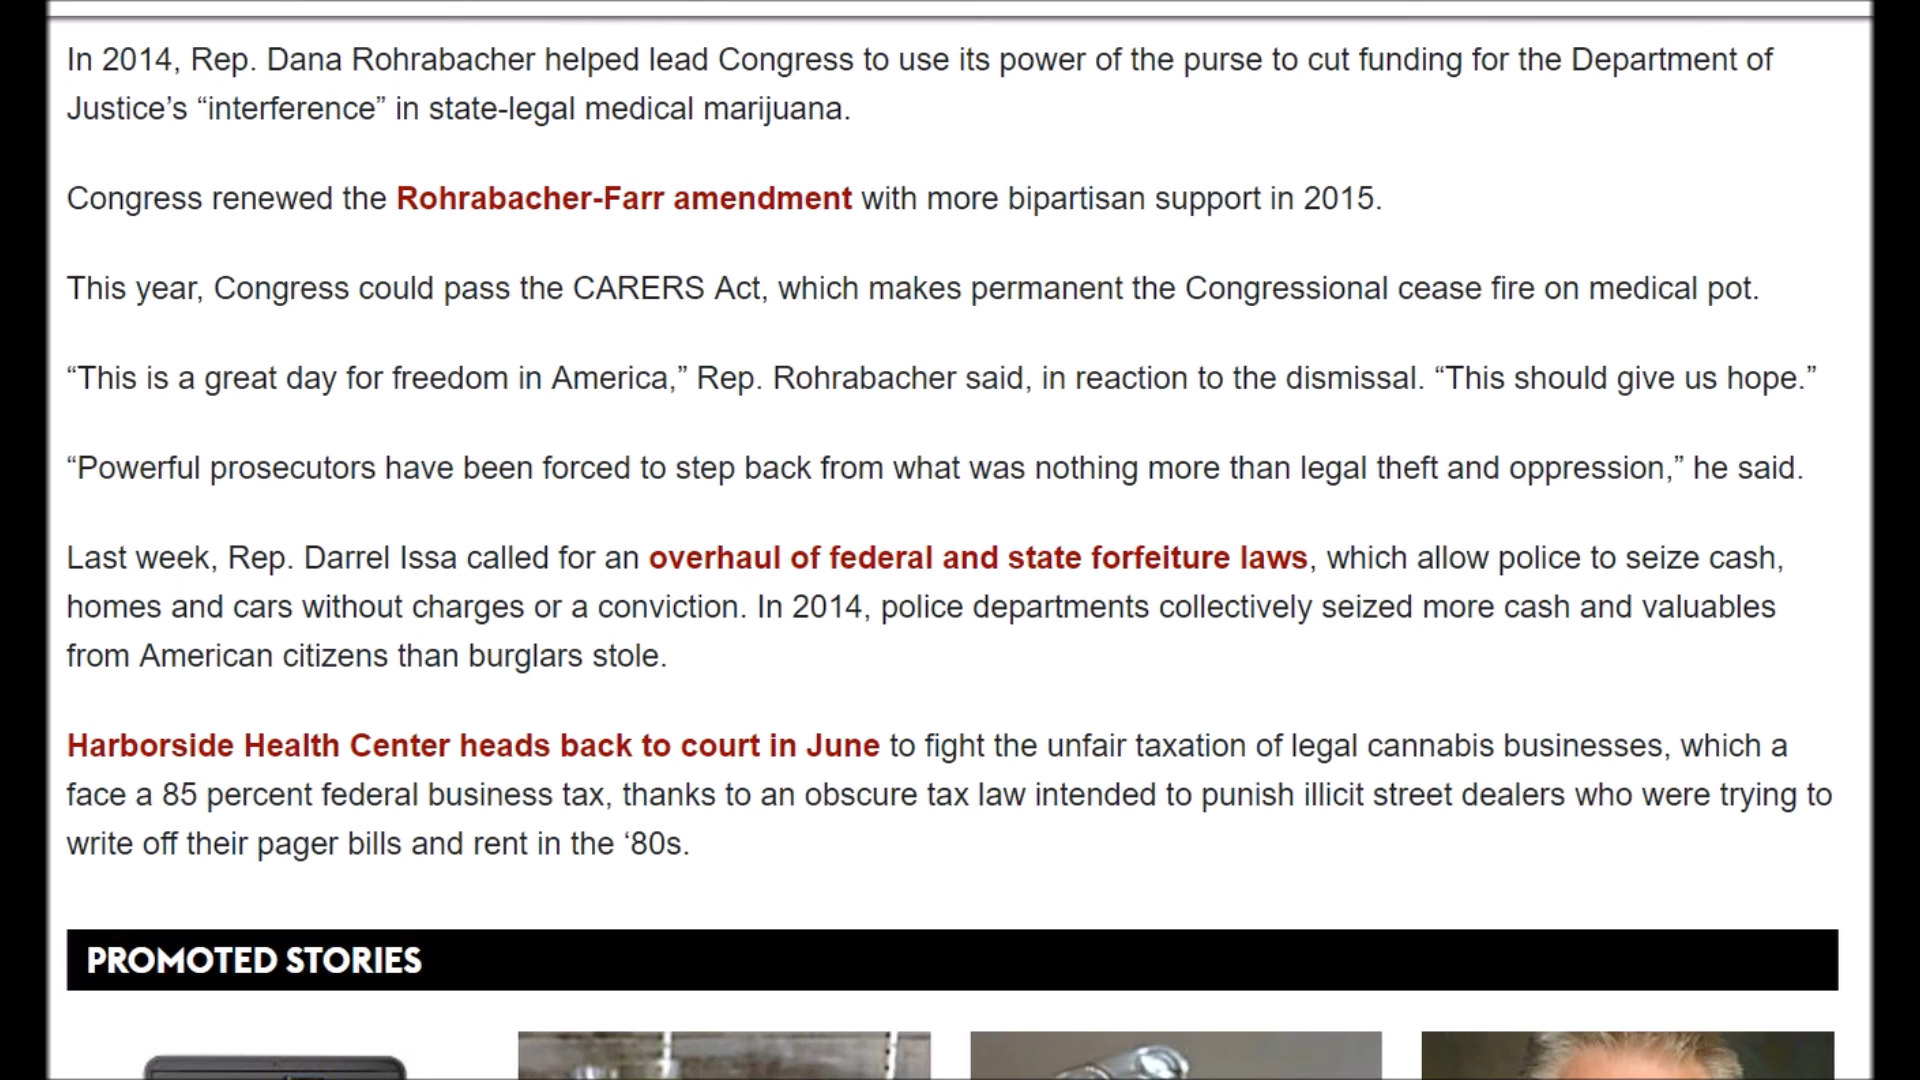 In 2014, Rep. Dana Rohrabacher helped lead Congress to use its power of the purse to cut funding for the Department of
Justice’s “interference” in state-legal medical marijuana.
Congress renewed the Rohrabacher-Farr amendment with more bipartisan support in 2015.
This year, Congress could pass the CARERS Act, which makes permanent the Congressional cease fire on medical pot.
“This is a great day for freedom in America,” Rep. Rohrabacher said, in reaction to the dismissal. “This should give us hope.”
“Powerful prosecutors have been forced to step back from what was nothing more than legal theft and oppression,” he said.
Last week, Rep. Darrel Issa called for an overhaul of federal and state forfeiture laws, which allow police to seize cash,
homes and cars without charges or a conviction. In 2014, police departments collectively seized more cash and valuables
from American citizens than burglars stole.
Harborside Health Center heads back to court in June to fight the unfair taxation of legal cannabis businesses, which a
face a 85 percent federal business tax, thanks to an obscure tax law intended to punish illicit street dealers who were trying to
write off their pager bills and rent in the ‘80s.
PROMOTED STORIES